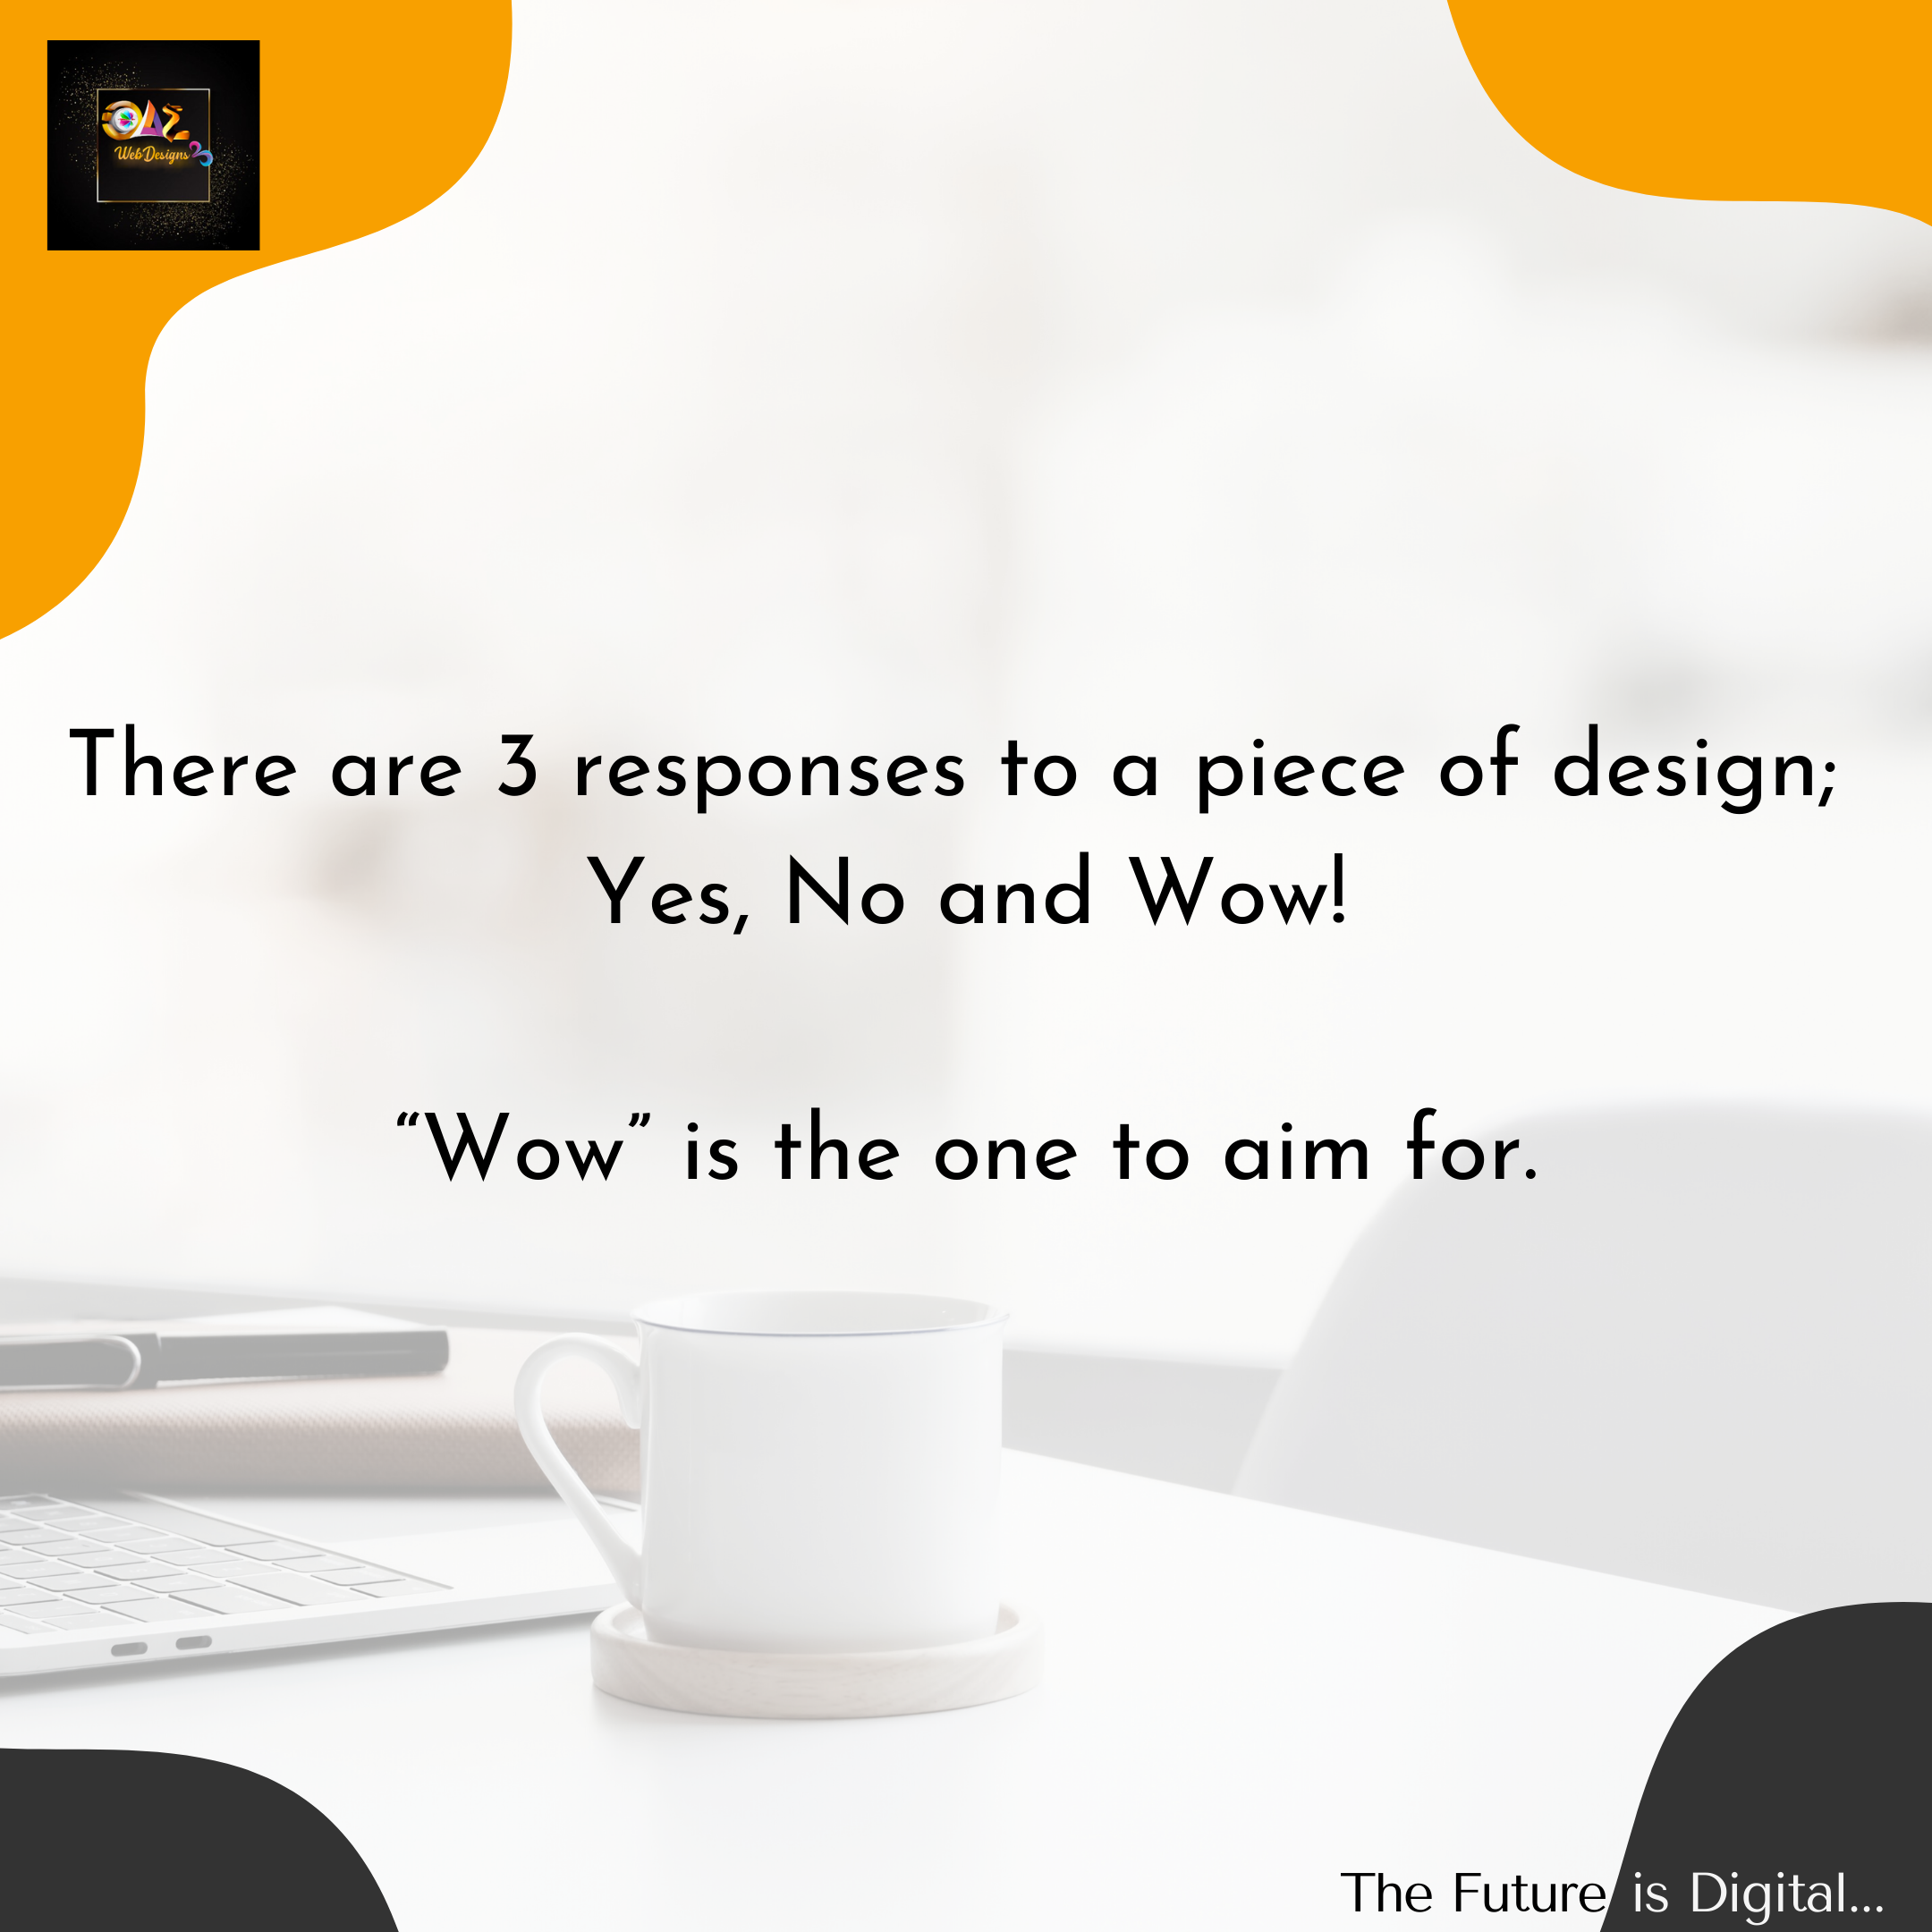 Web Designs
There are 3 responses to a piece of design;
Yes, No and Wow!
“Wow” is the one to aim for.
The Future is Digital...